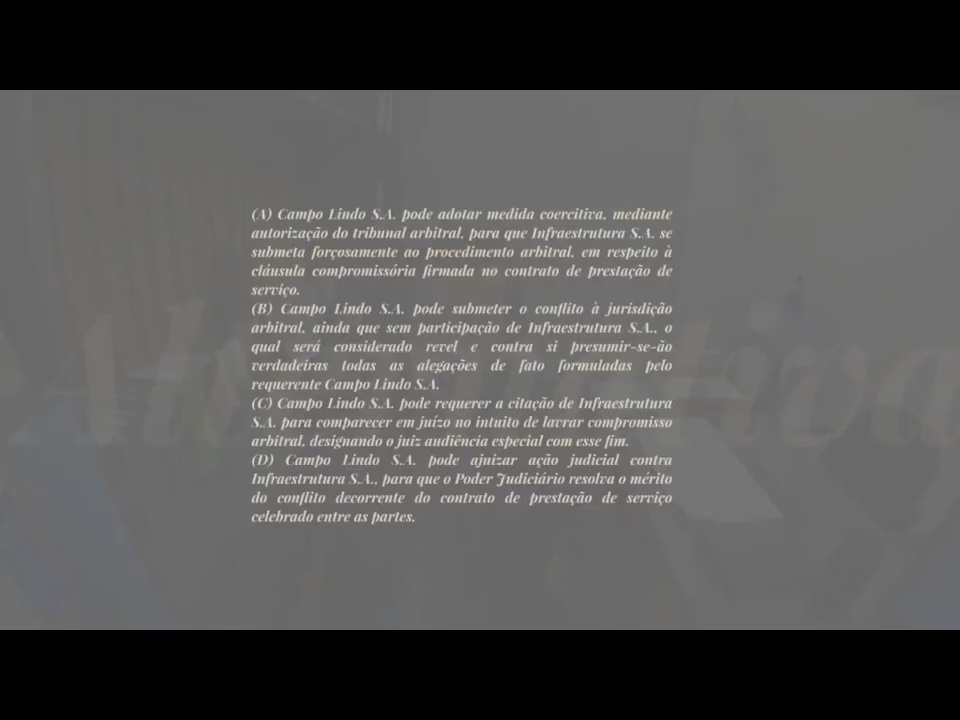 (A) Campo Lindo S.A. pode adotar medida coercitiva, mediante
autorização do tribunal arbitral, para que Infraestrutura S.A. se
submeta forçosamente ao procedimento arbitral, em respeito à
cláusula compromissória firmada no contrato de prestação de
serviço.
(B) Campo Lindo S.A. pode submeter o conflito à jurisdição
arbitral, ainda que sem participação de Infraestrutura S.A., o
qual será considerado revel e contra si presumir-se-ão
verdadeiras todas as alegações de fato formuladas pelo
requerente Campo Lindo S.A.
(C) Campo Lindo S.A. pode requerer a citação de Infraestrutura
S.A. para comparecer em juízo no intuito de lavrar compromisso
arbitral, designando o juiz audiência especial com esse fim.
(D) Campo Lindo S.A. pode ajuizar ação judicial contra
Infraestrutura S.A., para que o Poder Judiciário resolva o mérito
do conflito decorrente do contrato de prestação de serviço
celebrado entre as partes.